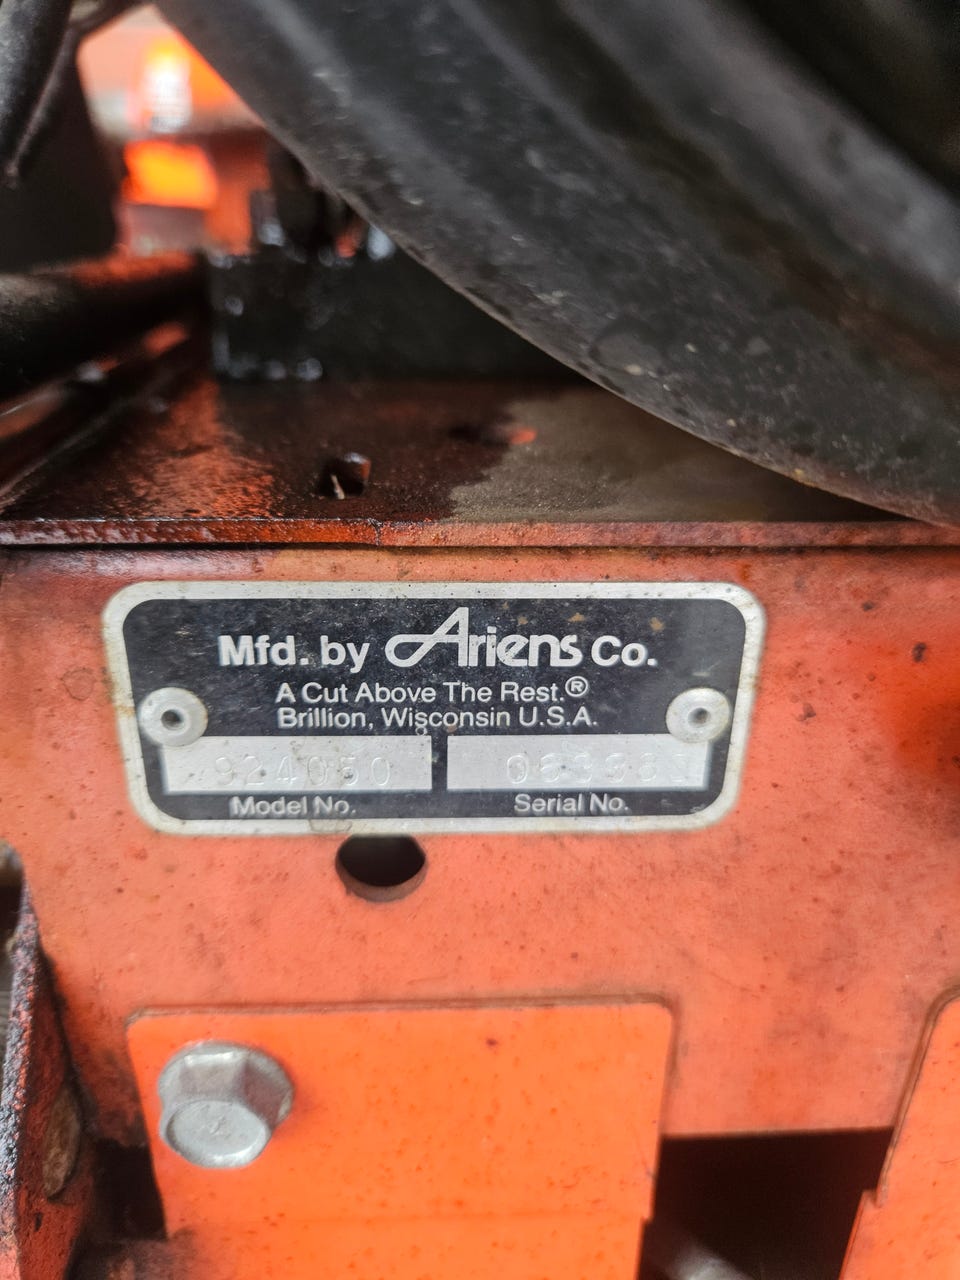 Mfd. by Ariens Co.
A Cut Above The Rest.®
Brillion, Wisconsin U.S.A.
924050
Model No.
Serial No.